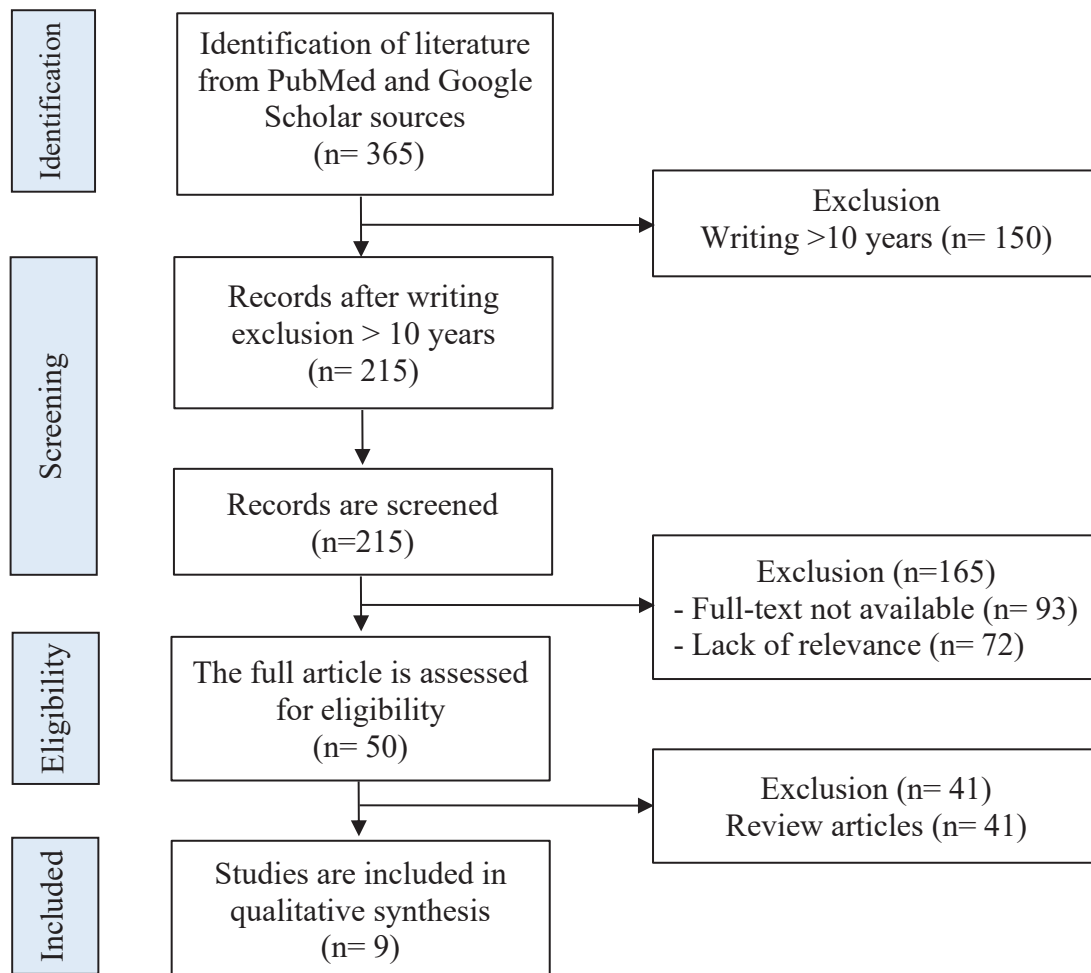 Identification
Identification of literature
from PubMed and Google
Scholar sources
(n= 365)
Exclusion
Writing >10 years (n= 150)
Screening
Records after writing
exclusion > 10 years
(n= 215)
Records are screened
(n=215)
Exclusion (n=165)
- Full-text not available (n= 93)
- Lack of relevance (n= 72)
Eligibility
The full article is assessed
for eligibility
(n= 50)
Exclusion (n= 41)
Review articles (n= 41)
Included
Studies are included in
qualitative synthesis
(n= 9)